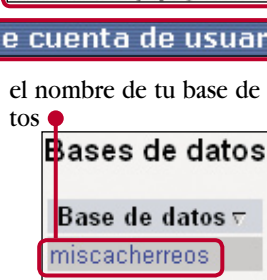 e cuenta de usuar
el nombre de tu base de
tos
Bases de datos
Base de datos
miscacherreos